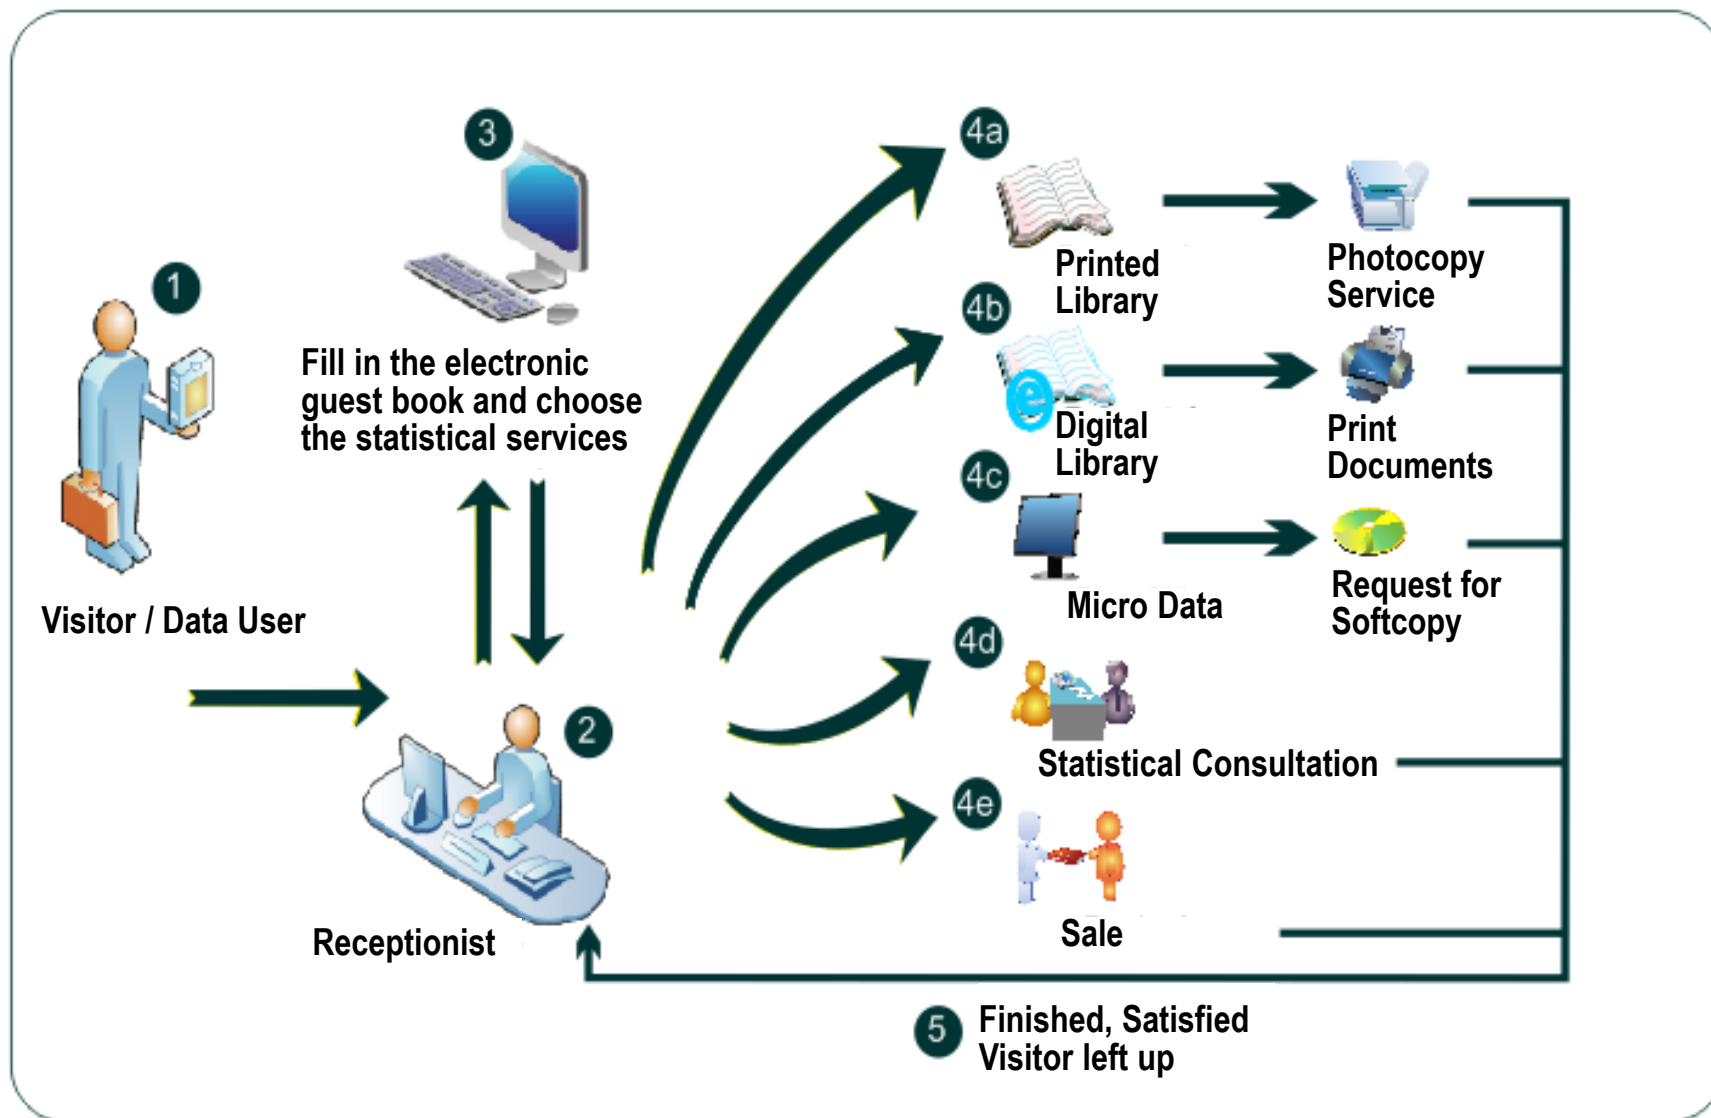 1
Visitor / Data User
2
Receptionist
3
Fill in the electronic
guest book and choose
the statistical services
4a
Printed
Library
Photocopy
Service
4b
e
Digital
Library
Print
Documents
4c
Micro Data
Request for
Softcopy
4d
Statistical Consultation
4e
Sale
5
Finished, Satisfied
Visitor left up